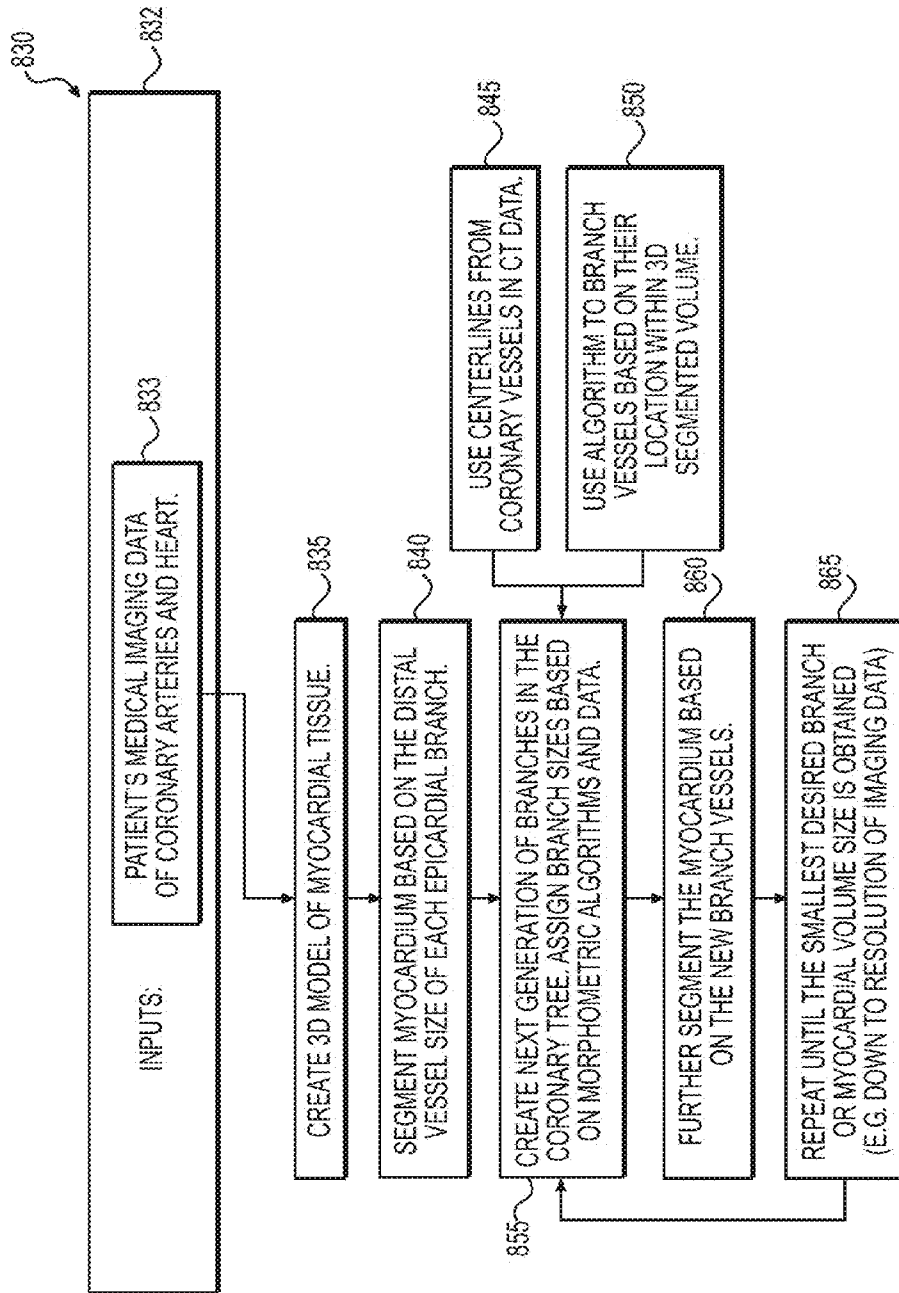 830
832
INPUTS:
833
PATIENT'S MEDICAL IMAGING DATA
OF CORONARY ARTERIES AND HEART.
835
CREATE 3D MODEL OF MYOCARDIAL TISSUE.
840
SEGMENT MYOCARDIUM BASED ON THE DISTAL
VESSEL SIZE OF EACH EPICARDIAL BRANCH.
845
USE CENTERLINES FROM
CORONARY VESSELS IN CT DATA.
850
USE ALGORITHM TO BRANCH
VESSELS BASED ON THEIR
LOCATION WITHIN 3D
SEGMENTED VOLUME.
855
CREATE NEXT GENERATION OF BRANCHES IN THE
CORONARY TREE. ASSIGN BRANCH SIZES BASED
ON MORPHOMETRIC ALGORITHMS AND DATA.
860
FURTHER SEGMENT THE MYOCARDIUM BASED
ON THE NEW BRANCH VESSELS.
865
REPEAT UNTIL THE SMALLEST DESIRED BRANCH
OR MYOCARDIAL VOLUME SIZE IS OBTAINED
(E.G. DOWN TO RESOLUTION OF IMAGING DATA)